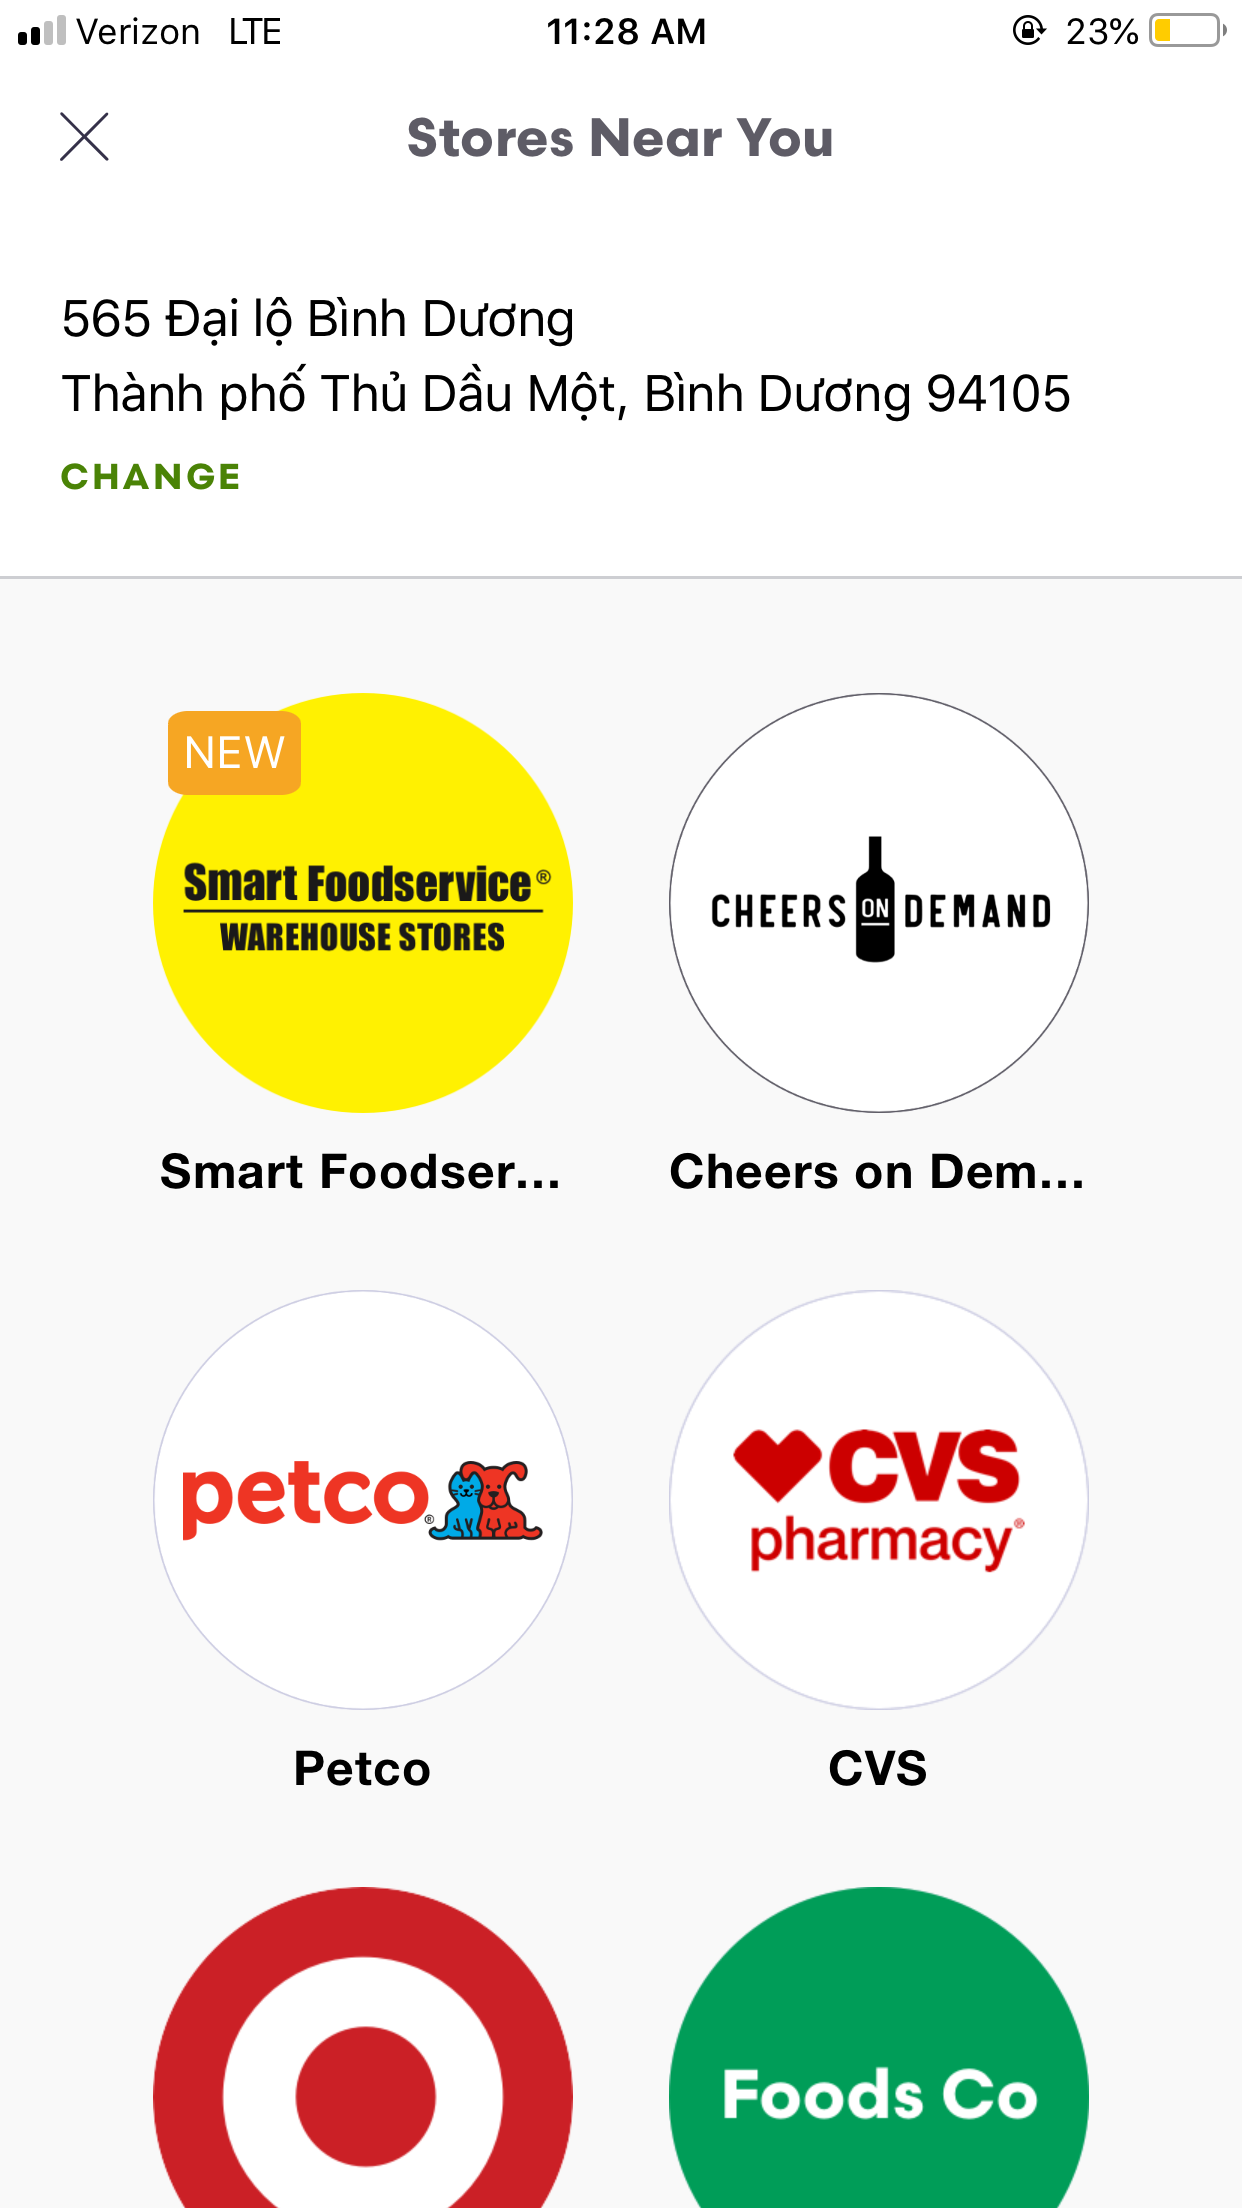 Verizon LTE 11:28 AM 23%
Stores Near You
565 Đại lộ Bình Dương
Thành phố Thủ Dầu Một, Bình Dương 94105
CHANGE
NEW
Smart Foodservice®
WAREHOUSE STORES
CHEERS ON DEMAND
Smart Foodser...
Cheers on Dem...
petco®
CVS
pharmacy®
Petco
CVS
Foods Co